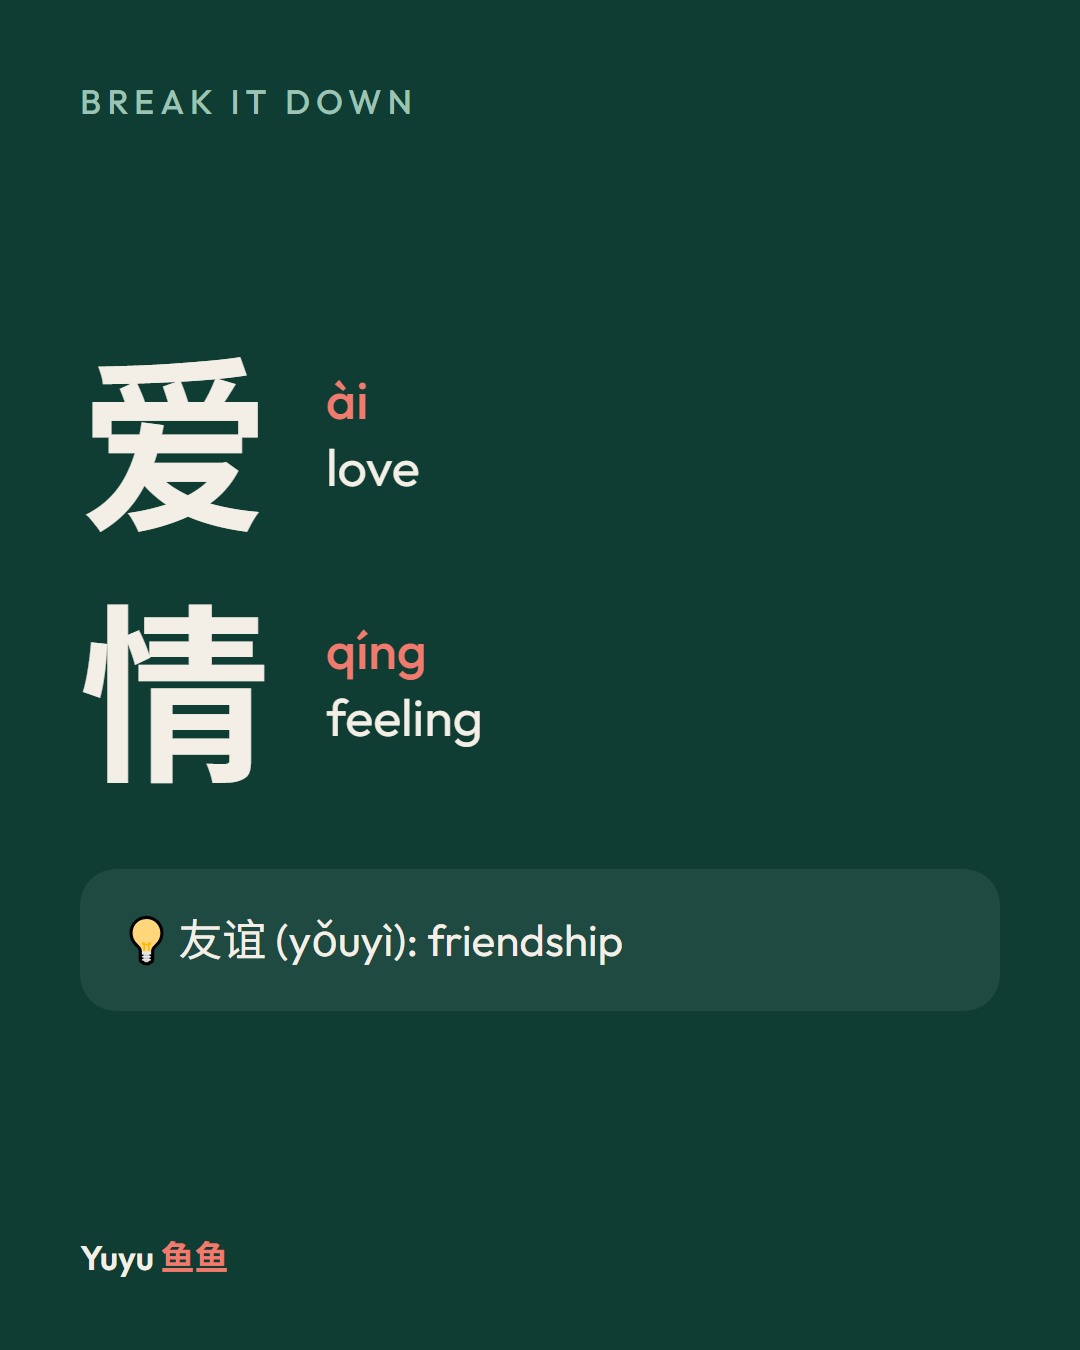 BREAK IT DOWN
爱
ài
love
情
qíng
feeling
💡 友谊 (yǒuyì): friendship
Yuyu 鱼鱼